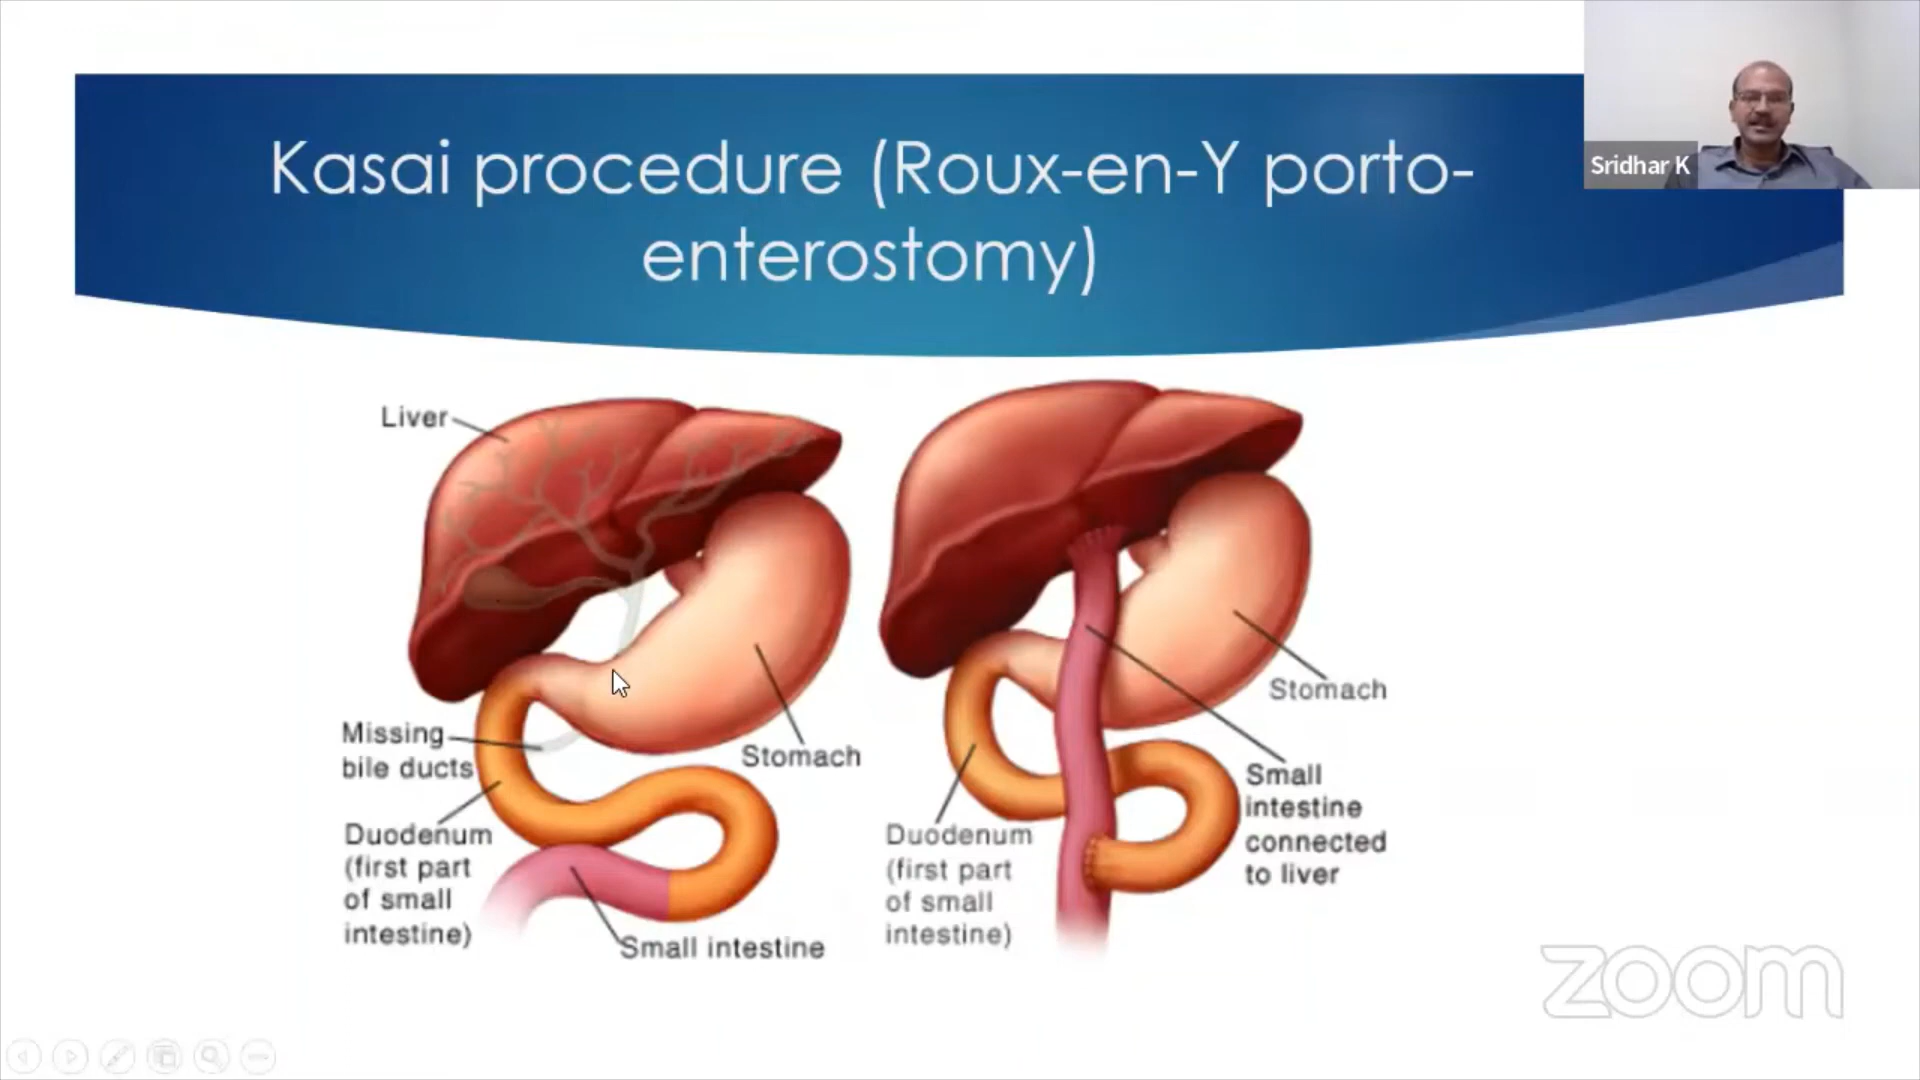 Kasai procedure (Roux-en-Y porto-
enterostomy)
Sridhar K
Liver
Missing
bile ducts
Stomach
Duodenum
(first part
of small
intestine)
Small intestine
Stomach
Duodenum
(first part
of small
intestine)
Small
intestine
connected
to liver
zoom